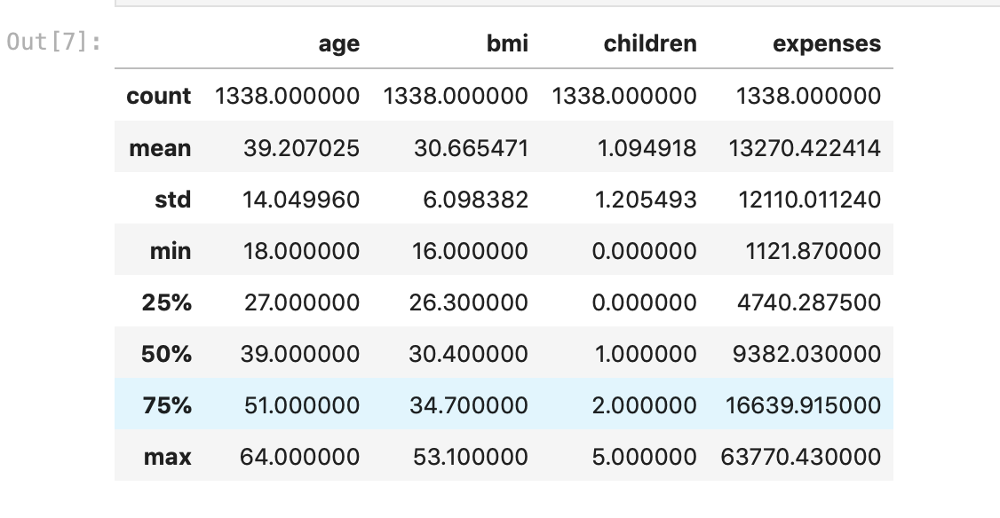 Out[7]:
age bmi children expenses
count 1338.000000 1338.000000 1338.000000 1338.000000
mean 39.207025 30.665471 1.094918 13270.422414
std 14.049960 6.098382 1.205493 12110.011240
min 18.000000 16.000000 0.000000 1121.870000
25% 27.000000 26.300000 0.000000 4740.287500
50% 39.000000 30.400000 1.000000 9382.030000
75% 51.000000 34.700000 2.000000 16639.915000
max 64.000000 53.100000 5.000000 63770.430000